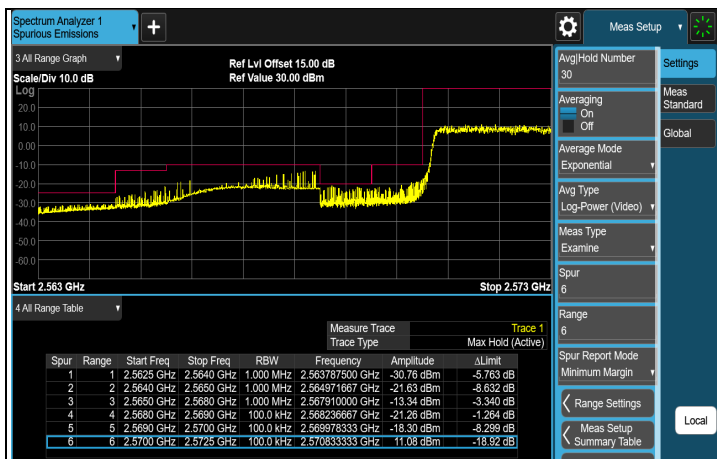 Spectrum Analyzer 1
Spurious Emissions
Meas Setup
3 All Range Graph
Ref Lvl Offset 15.00 dB
Scale/Div 10.0 dB
Ref Value 30.00 dBm
Log
20.0
10.0
0.00
-10.0
-20.0
-30.0
-40.0
-50.0
-60.0
Start 2.563 GHz
Stop 2.573 GHz
4 All Range Table
Measure Trace Trace 1
Trace Type Max Hold (Active)
Spur Range Start Freq Stop Freq RBW Frequency Amplitude ΔLimit
1 1 2.5625 GHz 2.5640 GHz 1.000 MHz 2.563787500 GHz -30.76 dBm -5.763 dB
2 2 2.5640 GHz 2.5650 GHz 1.000 MHz 2.564971667 GHz -21.63 dBm -8.632 dB
3 3 2.5650 GHz 2.5680 GHz 1.000 MHz 2.567910000 GHz -13.34 dBm -3.340 dB
4 4 2.5680 GHz 2.5690 GHz 100.0 kHz 2.568236667 GHz -21.26 dBm -1.264 dB
5 5 2.5690 GHz 2.5700 GHz 100.0 kHz 2.569978333 GHz -18.30 dBm -8.299 dB
6 6 2.5700 GHz 2.5725 GHz 100.0 kHz 2.570833333 GHz 11.08 dBm -18.92 dB
Avg|Hold Number
30
Averaging
On
Off
Average Mode
Exponential
Avg Type
Log-Power (Video)
Meas Type
Examine
Spur
6
Range
6
Spur Report Mode
Minimum Margin
Range Settings
Meas Setup
Summary Table
Settings
Meas
Standard
Global
Local